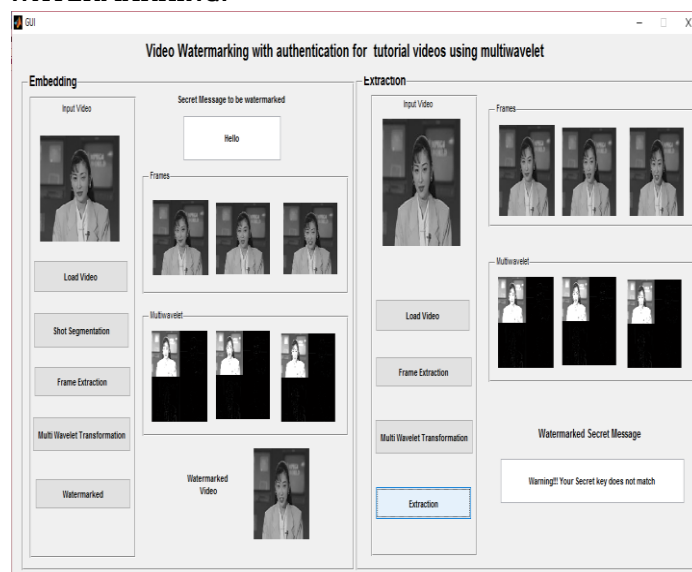 GUI
Video Watermarking with authentication for tutorial videos using multiwavelet
Embedding
Input Video
Load Video
Shot Segmentation
Frame Extraction
Multi Wavelet Transformation
Watermarked
Secret Message to be watermarked
Hello
Frames
Multiwavelet
Watermarked
Video
Extraction
Input Video
Load Video
Frame Extraction
Multi Wavelet Transformation
Extraction
Frames
Multiwavelet
Watermarked Secret Message
Warning!!! Your Secret key does not match